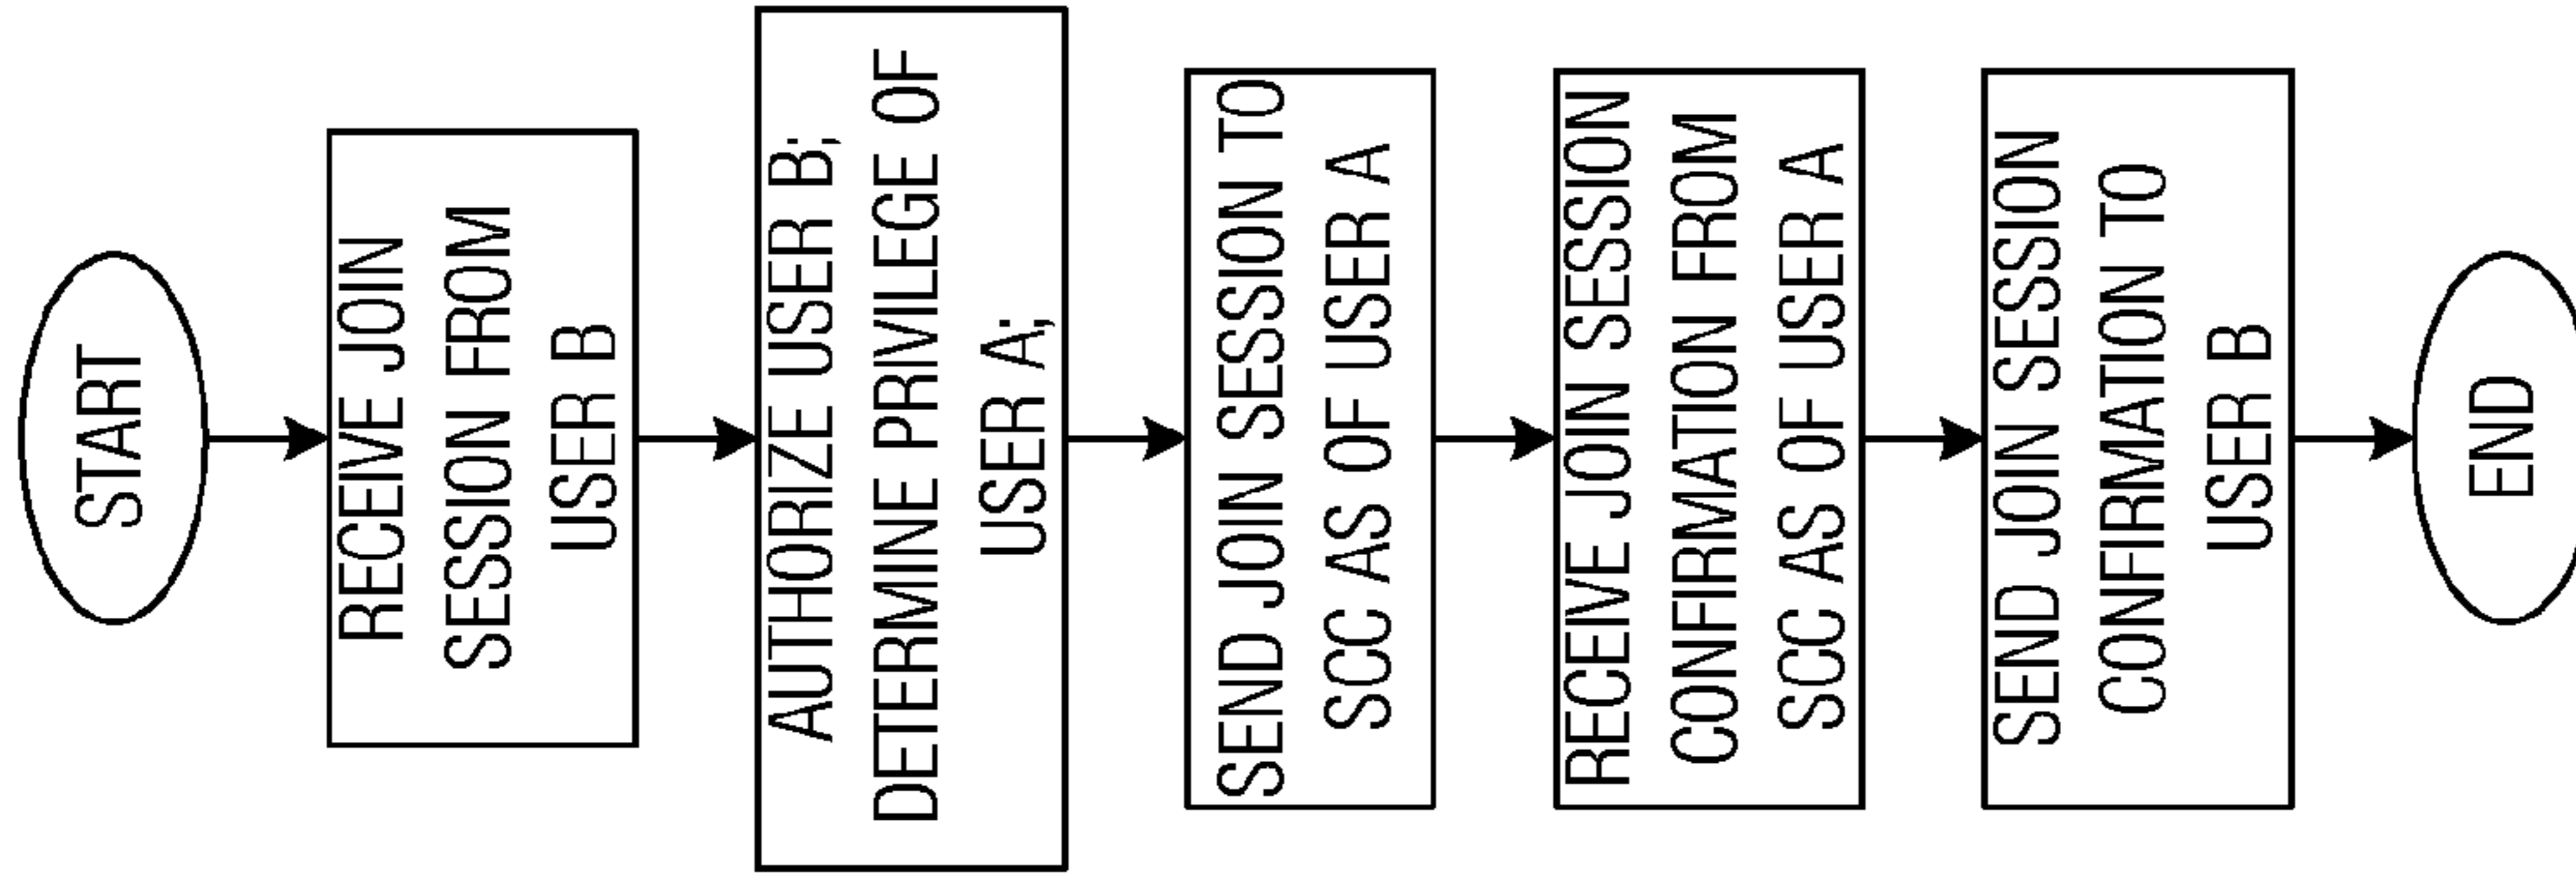 START
RECEIVE JOIN
SESSION FROM
USER B
AUTHORIZE USER B;
DETERMINE PRIVILEGE OF
USER A;
SEND JOIN SESSION TO
SCC AS OF USER A
RECEIVE JOIN SESSION
CONFIRMATION FROM
SCC AS OF USER A
SEND JOIN SESSION
CONFIRMATION TO
USER B
END